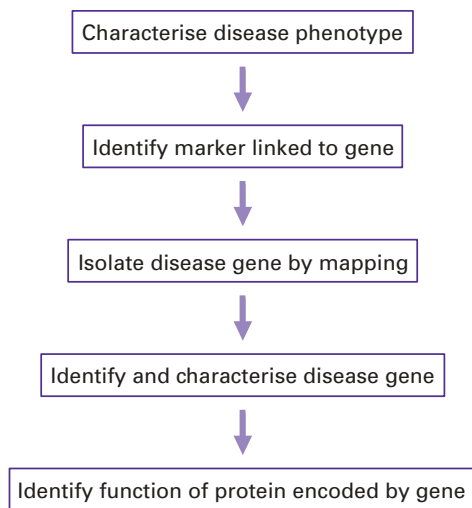 Characterise disease phenotype
Identify marker linked to gene
Isolate disease gene by mapping
Identify and characterise disease gene
Identify function of protein encoded by gene